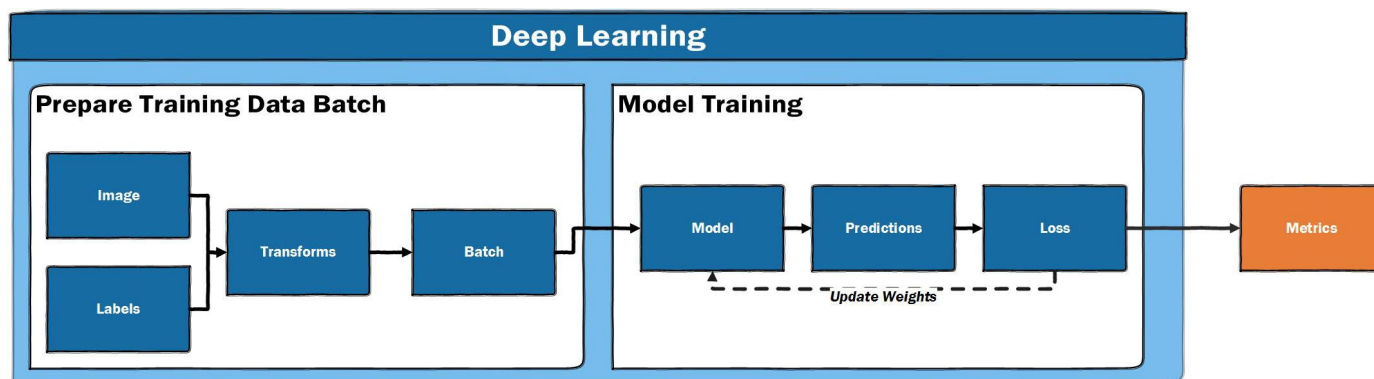 Deep Learning
Prepare Training Data Batch
Image
Labels
Transforms
Batch
Model Training
Model
Predictions
Loss
Update Weights
Metrics